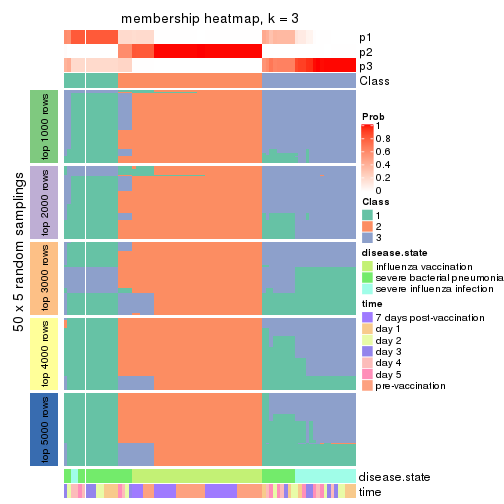 membership heatmap, k = 3
p1
p2
p3
Class
50 x 5 random samplings
top 1000 rows
top 2000 rows
top 3000 rows
top 4000 rows
top 5000 rows
Prob
1
0.8
0.6
0.4
0.2
0
Class
1
2
3
disease.state
influenza vaccination
severe bacterial pneumonia
severe influenza infection
time
7 days post-vaccination
day 1
day 2
day 3
day 4
day 5
pre-vaccination
disease.state
time